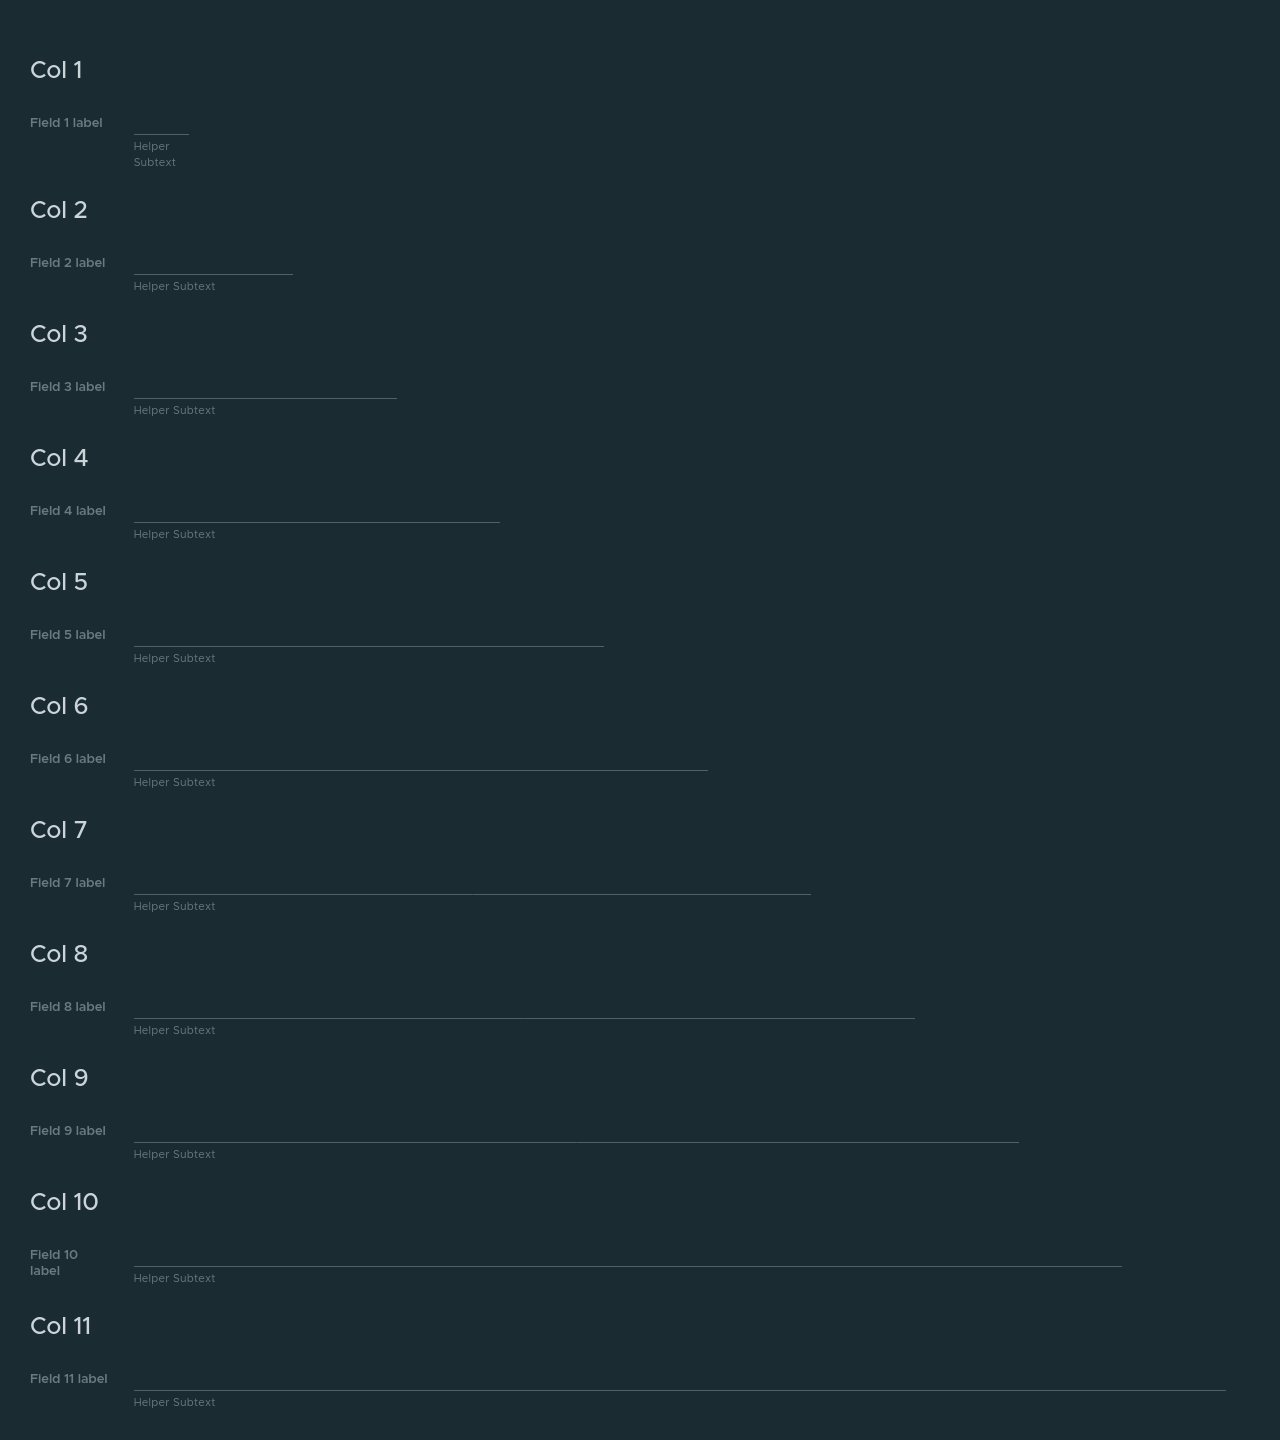 Col 1
Field 1 label
Helper
Subtext
Col 2
Field 2 label
Helper Subtext
Col 3
Field 3 label
Helper Subtext
Col 4
Field 4 label
Helper Subtext
Col 5
Field 5 label
Helper Subtext
Col 6
Field 6 label
Helper Subtext
Col 7
Field 7 label
Helper Subtext
Col 8
Field 8 label
Helper Subtext
Col 9
Field 9 label
Helper Subtext
Col 10
Field 10
label
Helper Subtext
Col 11
Field 11 label
Helper Subtext